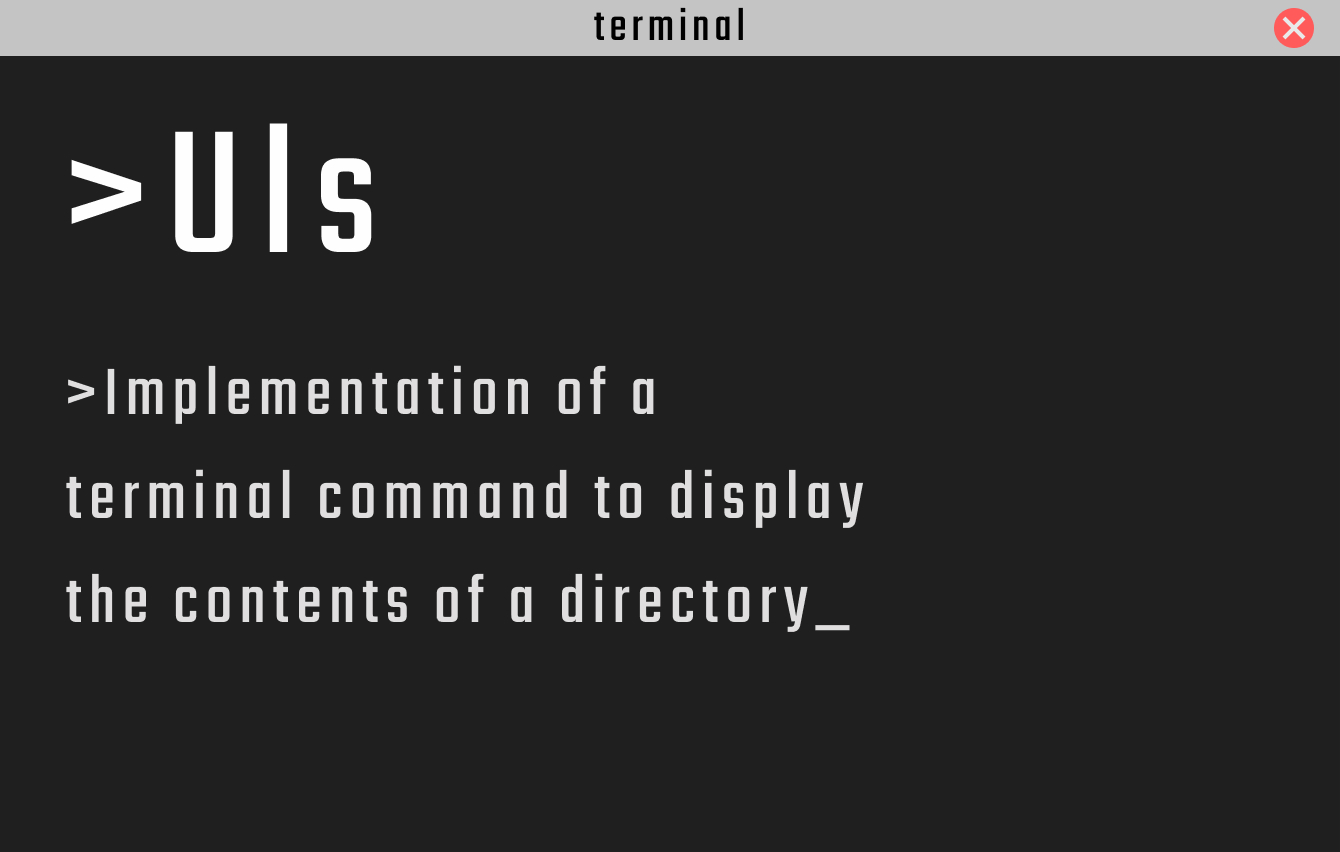 terminal
>Uls
>Implementation of a
terminal command to display
the contents of a directory_